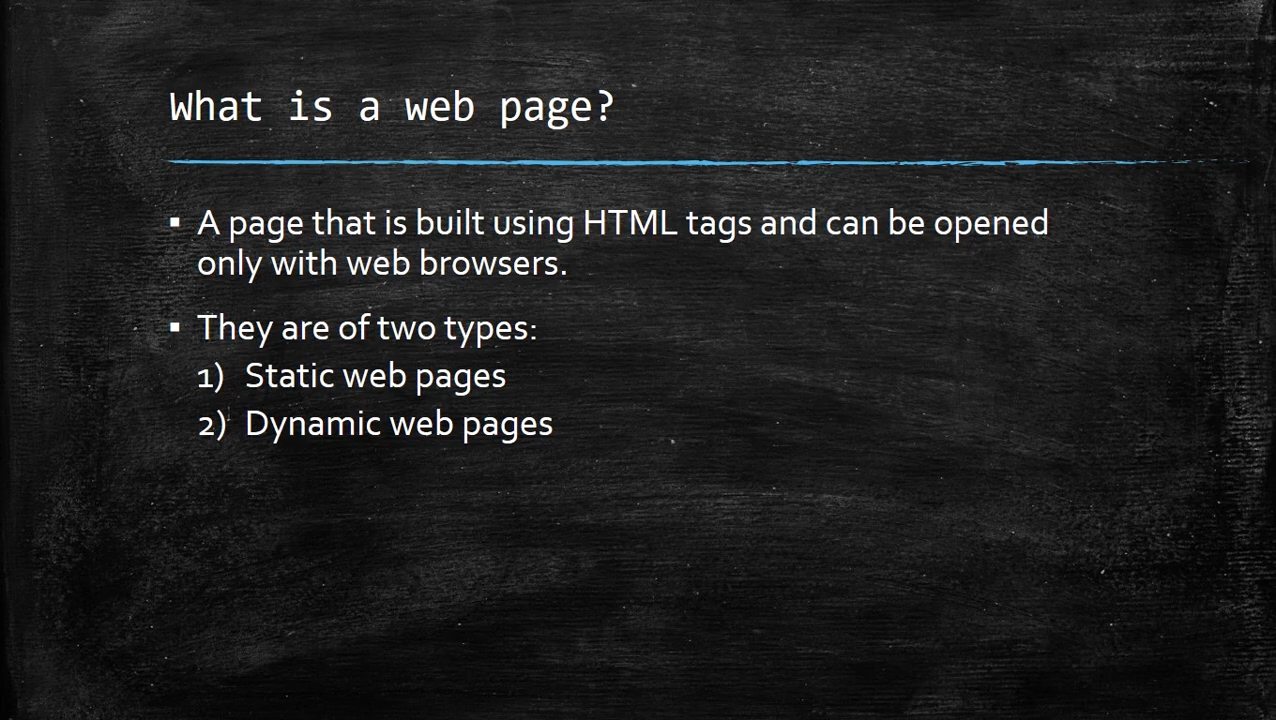 What is a web page?
▪ A page that is built using HTML tags and can be opened
only with web browsers.
▪ They are of two types:
1) Static web pages
2) Dynamic web pages